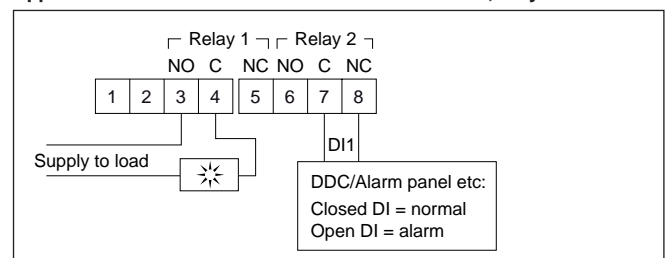 Relay 1 Relay 2
NO C NC NO C NC
1 2 3 4 5 6 7 8
DI1
Supply to load
DDC/Alarm panel etc:
Closed DI = normal
Open DI = alarm